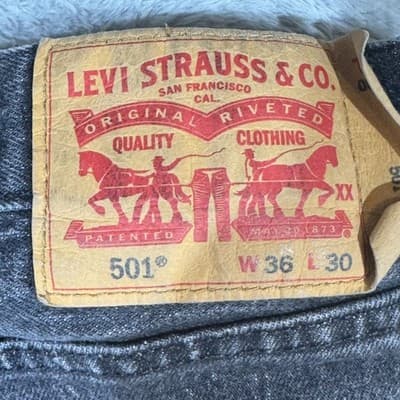 LEVI STRAUSS & CO.
SAN FRANCISCO
CAL.
ORIGINAL RIVETED
QUALITY CLOTHING
XX
PATENTED MAY 20 1873
501® W 36 L 30